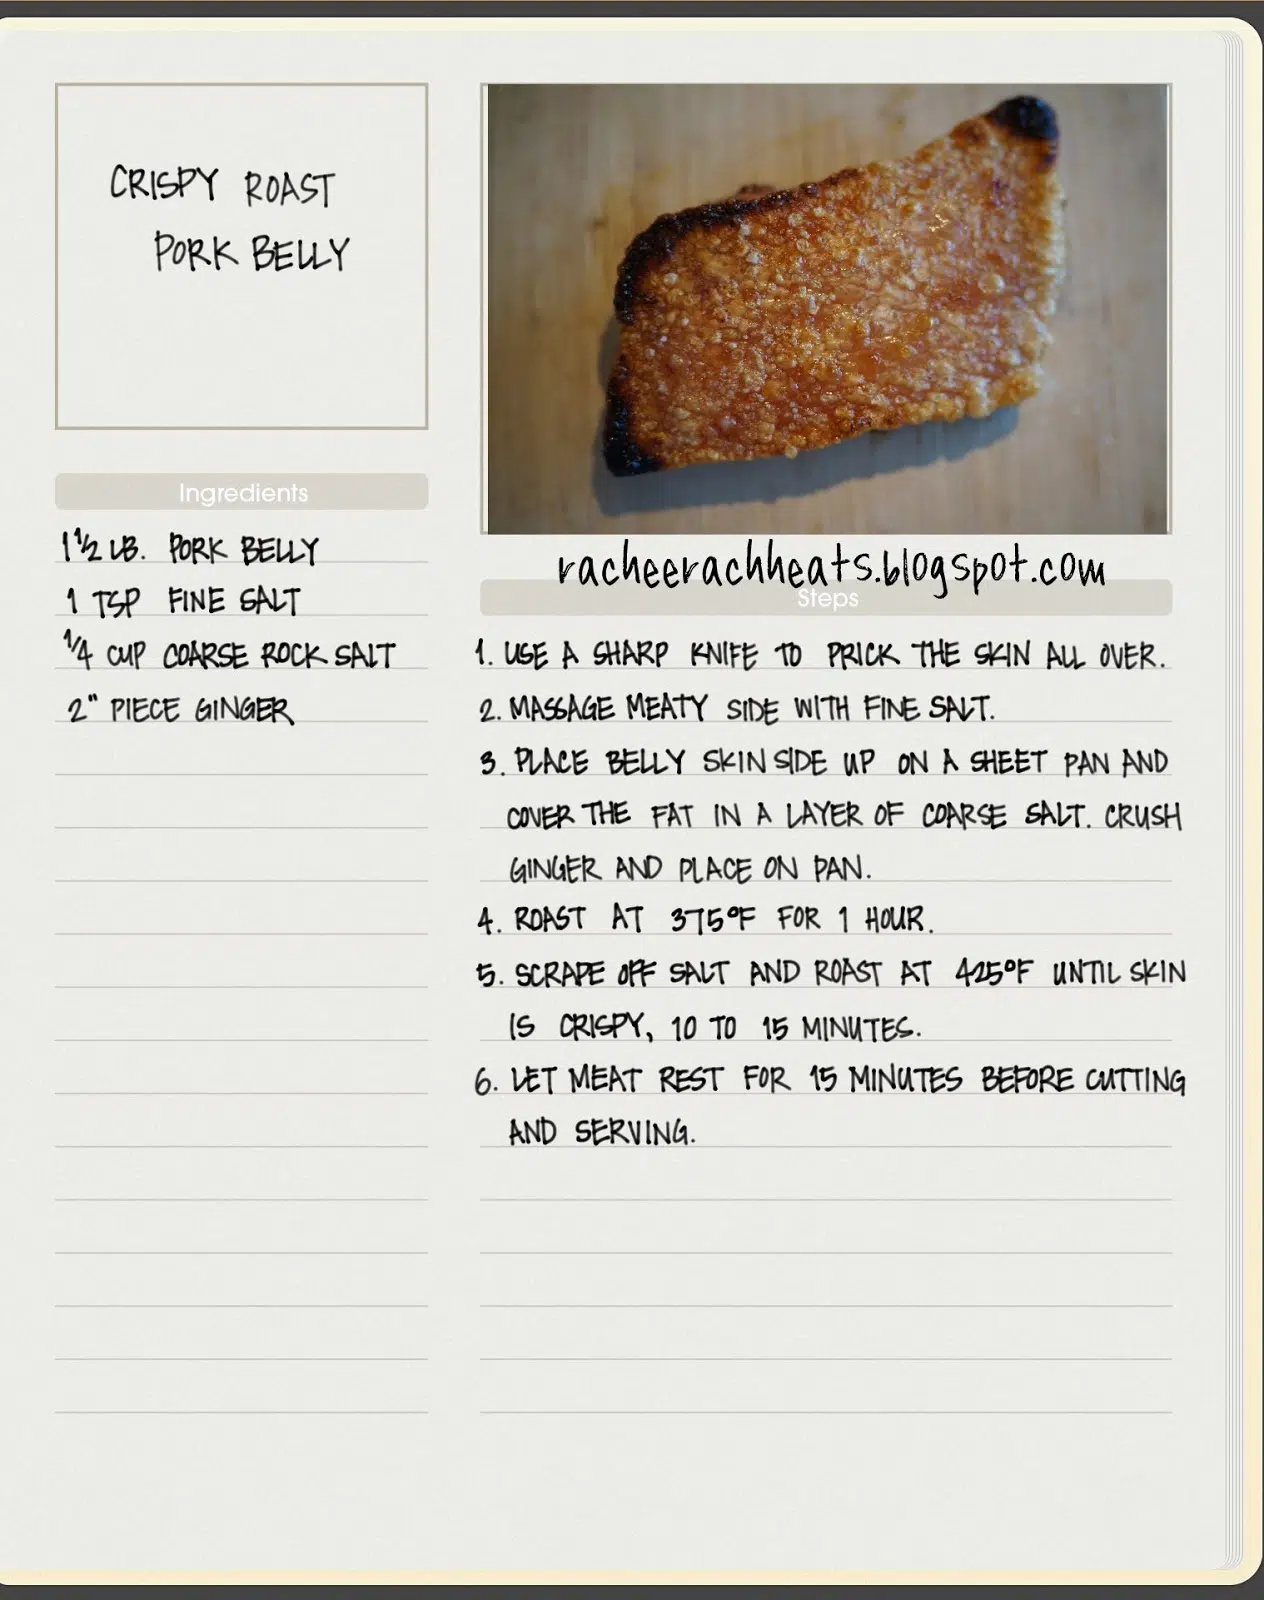 CRISPY ROAST
PORK BELLY
Ingredients
1 1/2 LB. PORK BELLY
1 TSP FINE SALT
1/4 CUP COARSE ROCK SALT
2" PIECE GINGER
racheerachheats.blogspot.com
Steps
1. USE A SHARP KNIFE TO PRICK THE SKIN ALL OVER.
2. MASSAGE MEATY SIDE WITH FINE SALT.
3. PLACE BELLY SKIN SIDE UP ON A SHEET PAN AND
COVER THE FAT IN A LAYER OF COARSE SALT. CRUSH
GINGER AND PLACE ON PAN.
4. ROAST AT 375°F FOR 1 HOUR.
5. SCRAPE OFF SALT AND ROAST AT 425°F UNTIL SKIN
IS CRISPY, 10 TO 15 MINUTES.
6. LET MEAT REST FOR 15 MINUTES BEFORE CUTTING
AND SERVING.